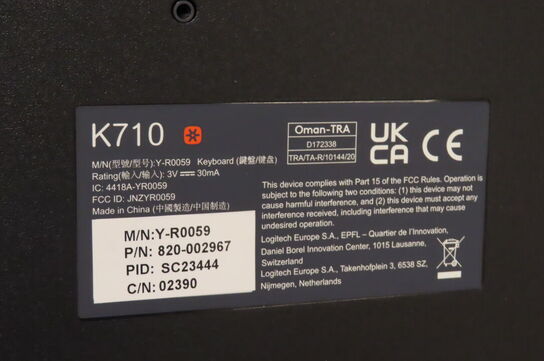 K710
M/N(型號/型号):Y-R0059 Keyboard (鍵盤/键盘)
Rating(輸入/输入): 3V⎓30mA
IC: 4418A-YR0059
FCC ID: JNZYR0059
Made in China (中國製造/中国制造)
M/N:Y-R0059
P/N: 820-002967
PID: SC23444
C/N: 02390
Oman-TRA
D172338
TRA/TA-R/10144/20
UK
CA
CE
This device complies with Part 15 of the FCC Rules. Operation is
subject to the following two conditions: (1) this device may not
cause harmful interference, and (2) this device must accept any
interference received, including interference that may cause
undesired operation.
Logitech Europe S.A., EPFL – Quartier de l'Innovation,
Daniel Borel Innovation Center, 1015 Lausanne,
Switzerland
Logitech Europe S.A., Takenhofplein 3, 6538 SZ,
Nijmegen, Netherlands